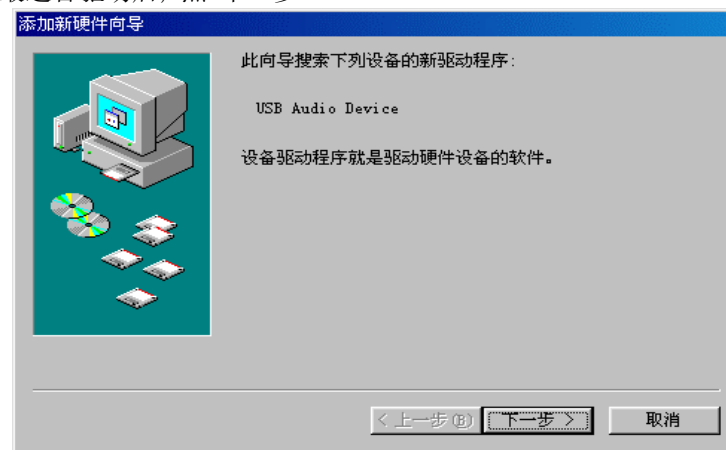 添加新硬件向导
此向导搜索下列设备的新驱动程序:
USB Audio Device
设备驱动程序就是驱动硬件设备的软件。
< 上一步(B) 下一步 > 取消